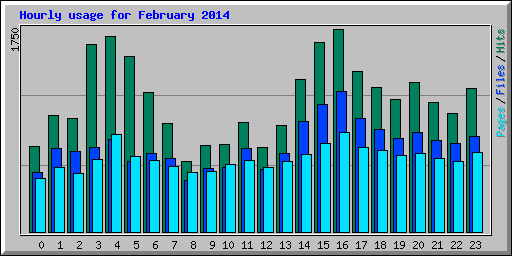 Hourly usage for February 2014
1750
Pages / Files / Hits
0 1 2 3 4 5 6 7 8 9 10 11 12 13 14 15 16 17 18 19 20 21 22 23